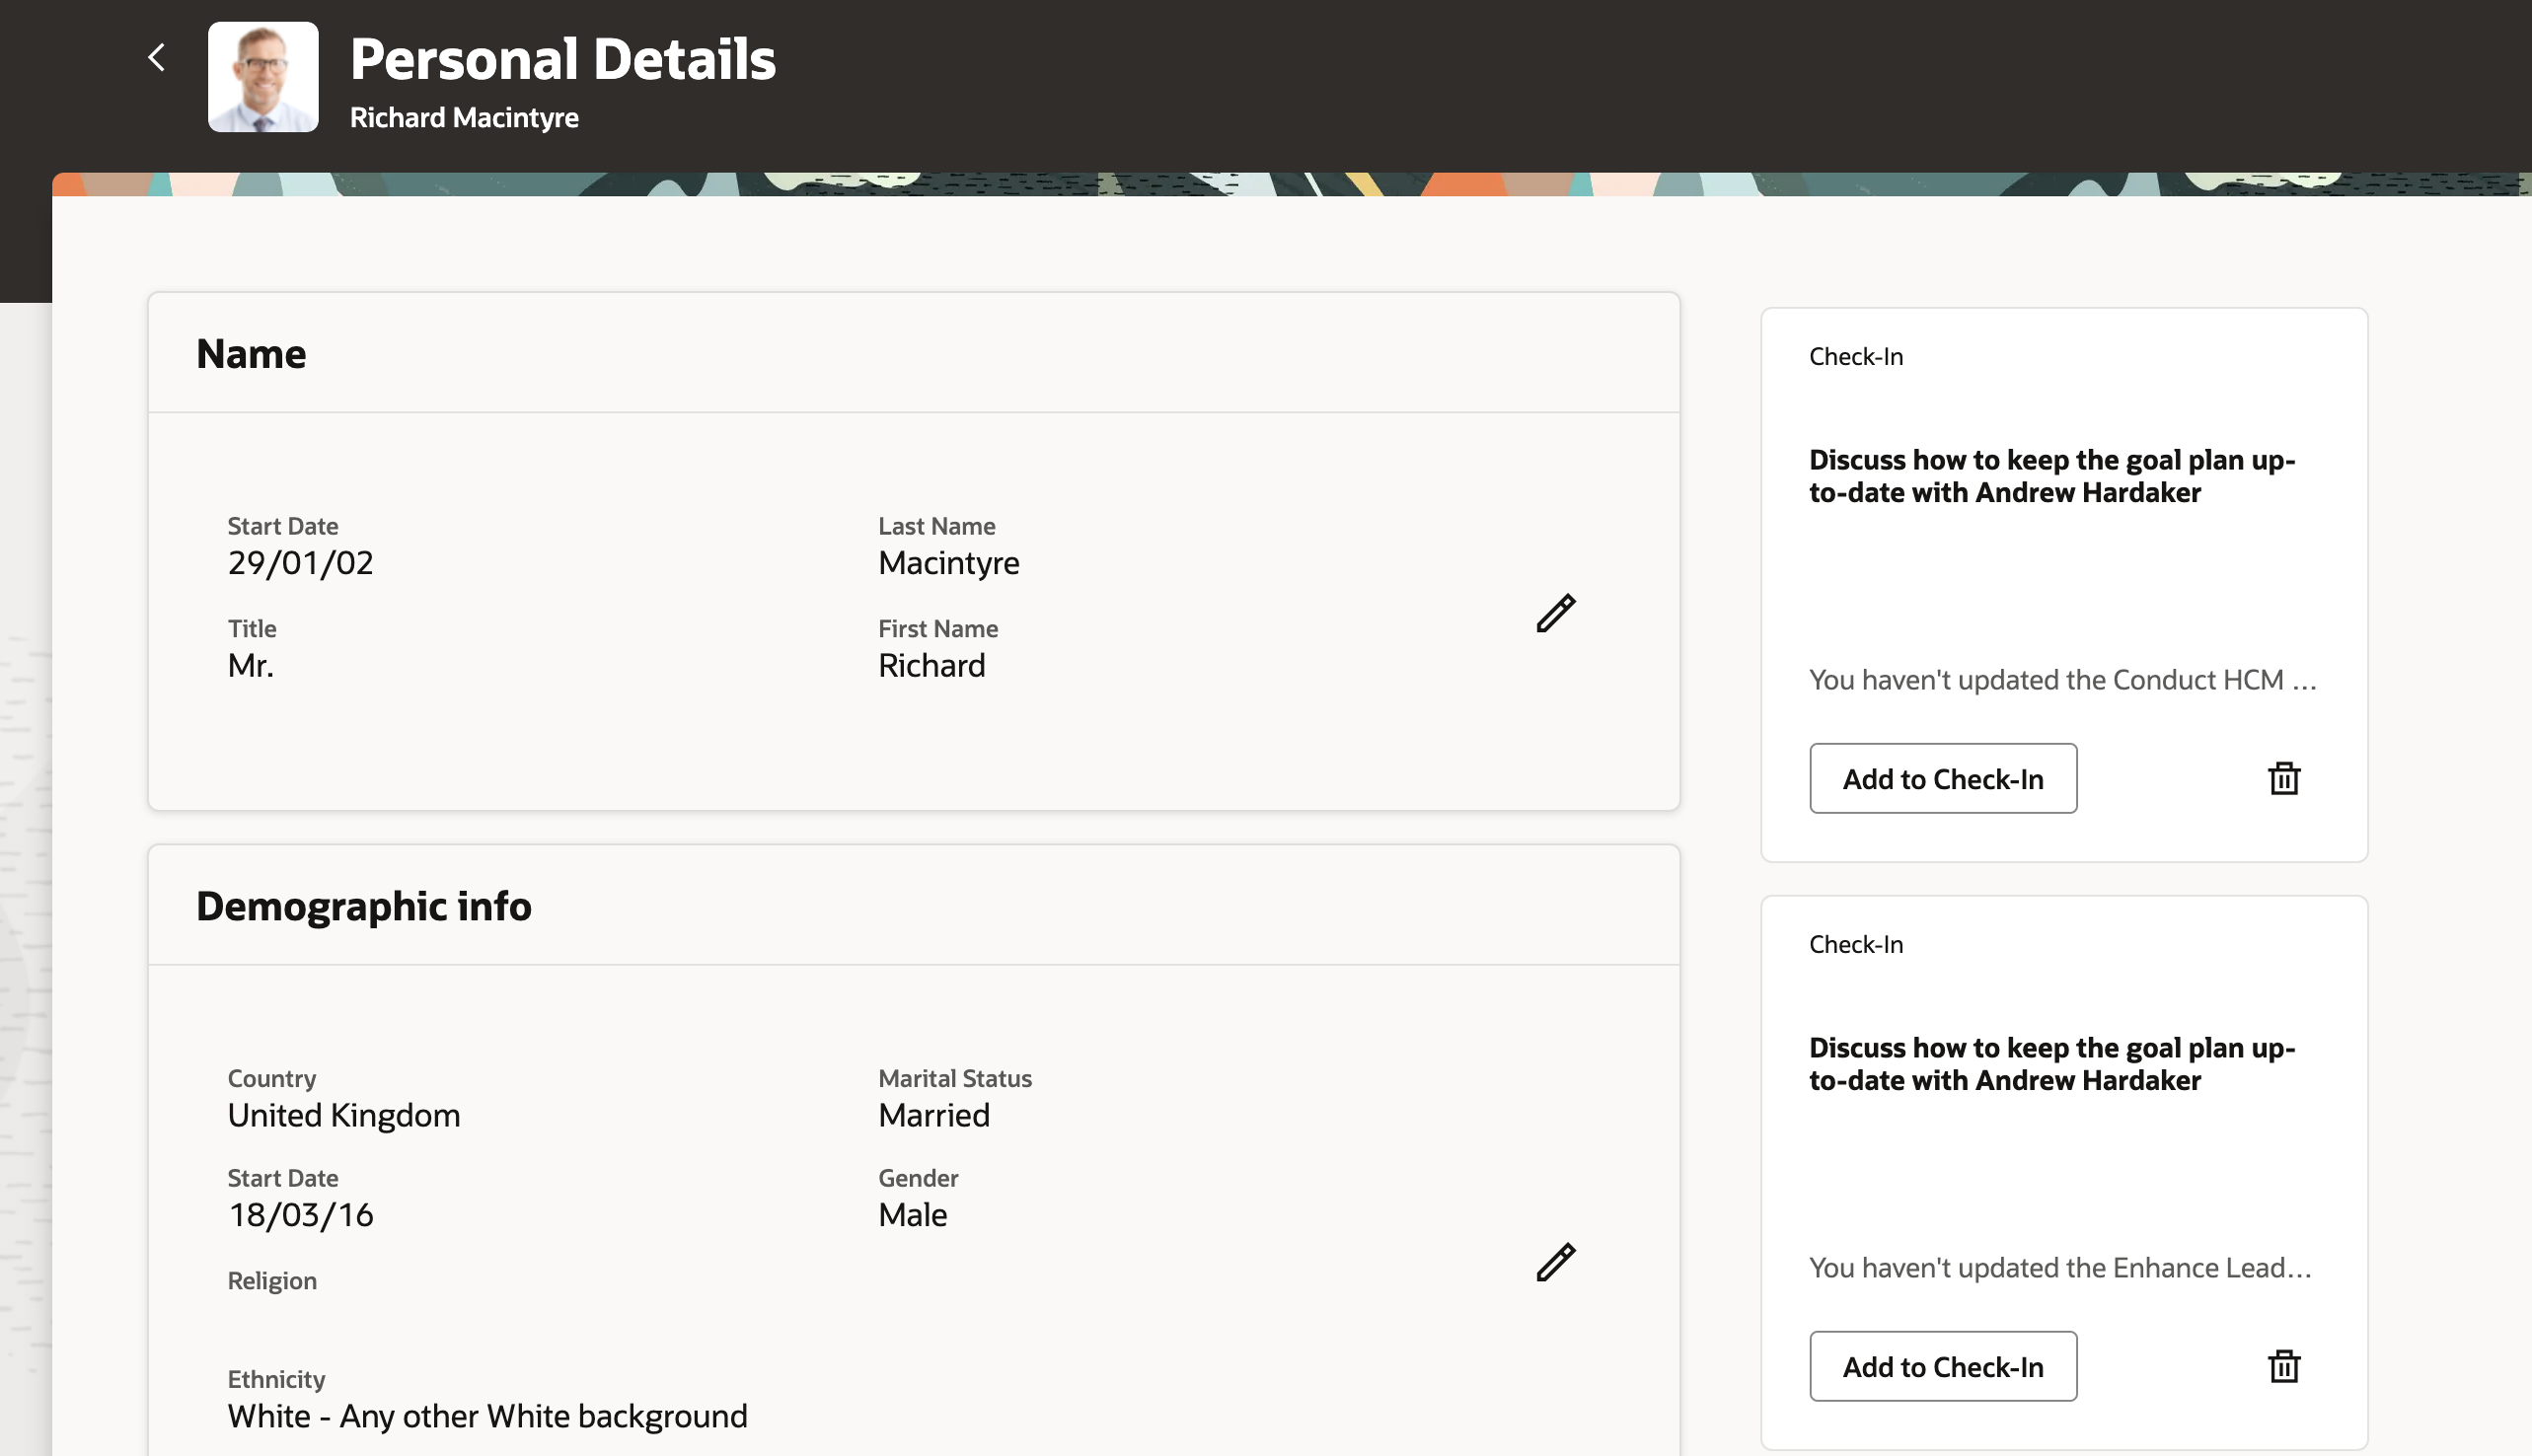 Personal Details
Richard Macintyre
Name
Start Date
29/01/02
Last Name
Macintyre
Title
Mr.
First Name
Richard
Demographic info
Country
United Kingdom
Marital Status
Married
Start Date
18/03/16
Gender
Male
Religion
Ethnicity
White - Any other White background
Check-In
Discuss how to keep the goal plan up-
to-date with Andrew Hardaker
You haven't updated the Conduct HCM ...
Add to Check-In
Check-In
Discuss how to keep the goal plan up-
to-date with Andrew Hardaker
You haven't updated the Enhance Lead...
Add to Check-In